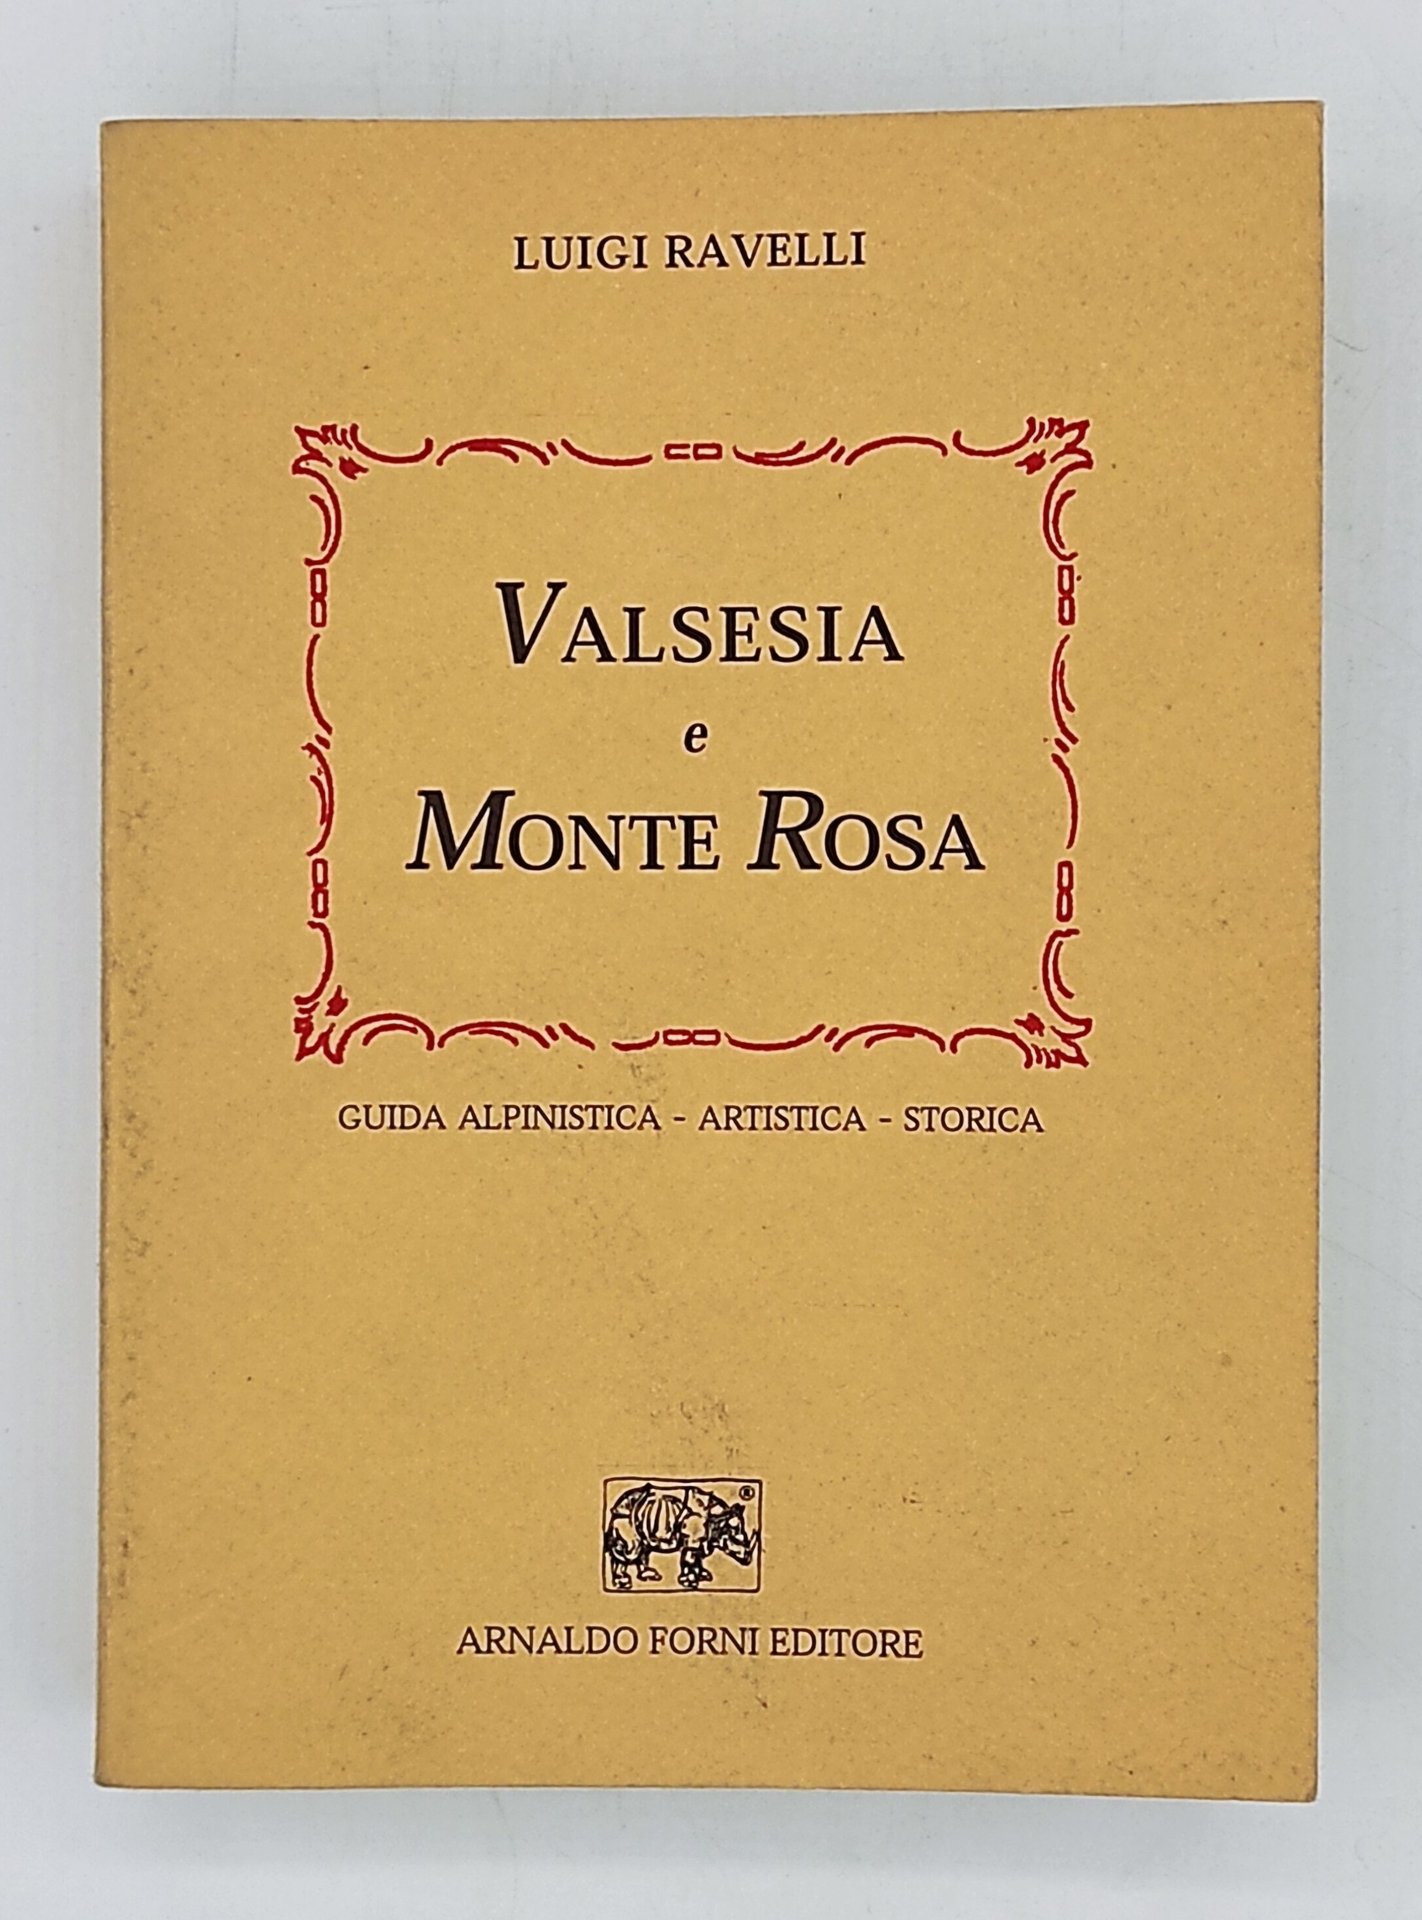 LUIGI RAVELLI
VALSESIA
e
MONTE ROSA
GUIDA ALPINISTICA - ARTISTICA - STORICA
®
ARNALDO FORNI EDITORE